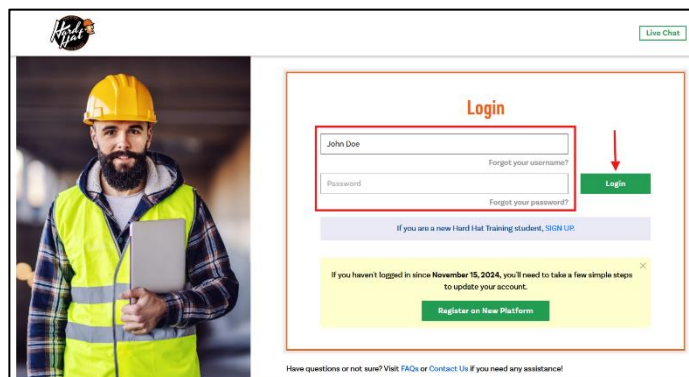 Hard Hat
Live Chat
Login
John Doe
Forgot your username?
Password
Login
Forgot your password?
If you are a new Hard Hat Training student, SIGN UP.
If you haven't logged in since November 15, 2024, you'll need to take a few simple steps
to update your account.
Register on New Platform
Have questions or not sure? Visit FAQs or Contact Us if you need any assistance!